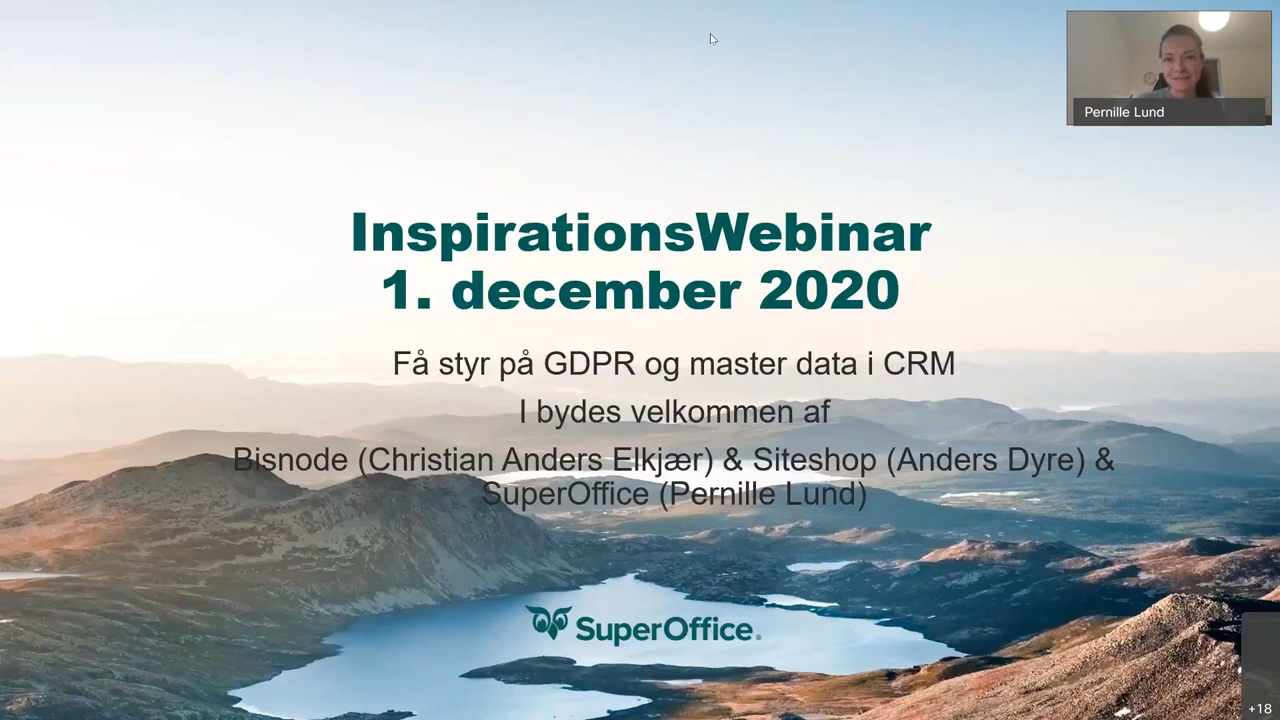 Pernille Lund
InspirationsWebinar
1. december 2020
Få styr på GDPR og master data i CRM
I bydes velkommen af
Bisnode (Christian Anders Elkjær) & Siteshop (Anders Dyre) &
SuperOffice (Pernille Lund)
SuperOffice®
+18